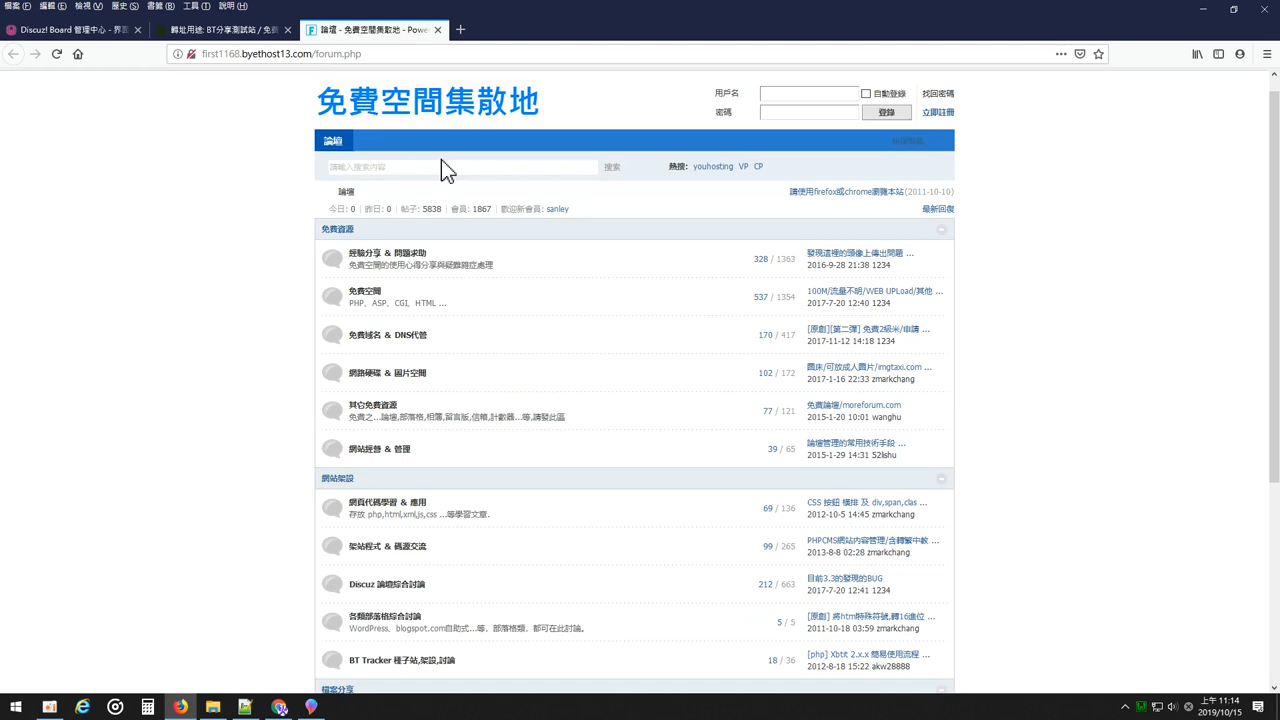 檔案(F) 編輯(E) 檢視(V) 歷史(S) 書籤(B) 工具(T) 說明(H)
Discuz! Board 管理中心 - 界面
轉址用途: BT分享測試站 / 免費
論壇 - 免費空間集散地 - Powe
first1168.byethost13.com/forum.php
免費空間集散地
用戶名 自動登錄 找回密碼
密碼 登錄 立即註冊
論壇
請輸入搜索內容 搜索 熱搜: youhosting VP CP
論壇 請使用firefox或chrome瀏覽本站(2011-10-10)
今日: 0 | 昨日: 0 | 帖子: 5838 | 會員: 1867 | 歡迎新會員: sanley 最新回復
免費資源
經驗分享 & 問題求助 328 / 1363 發現這裡的頭像上傳出問題 ...
免費空間的使用心得分享與疑難雜症處理 2016-9-28 21:38 1234
免費空間 537 / 1354 100M/流量不明/WEB UPLoad/其他 ...
PHP、ASP、CGI、HTML ... 2017-7-20 12:40 1234
免費域名 & DNS代管 170 / 417 [原創][第二彈] 免費2級米/申請 ...
2017-11-12 14:18 1234
網路硬碟 & 圖片空間 102 / 172 圖床/可放成人圖片/imgtaxi.com ...
2017-1-16 22:33 zmarkchang
其它免費資源 77 / 121 免費論壇/moreforum.com
免費之...論壇,部落格,相簿,留言版,信箱,計數器...等,請發此區 2015-1-20 10:01 wanghu
網站經營 & 管理 39 / 65 論壇管理的常用技術手段 ...
2015-1-29 14:31 52lishu
網站架設
網頁代碼學習 & 應用 69 / 136 CSS 按鈕 橫排 及 div,span,clas ...
存放 php,html,xml,js,css ...等學習文章. 2012-10-5 14:45 zmarkchang
架站程式 & 碼源交流 99 / 265 PHPCMS網站內容管理/含轉繁中教 ...
2013-8-8 02:28 zmarkchang
Discuz 論壇綜合討論 212 / 663 目前3.3的發現的BUG
2017-7-20 12:41 1234
各類部落格綜合討論 5 / 5 [原創] 將html特殊符號,轉16進位 ...
WordPress、blogspot.com自助式...等，部落格類，都可在此討論。 2011-10-18 03:59 zmarkchang
BT Tracker 種子站,架設,討論 18 / 36 [php] Xbtit 2.x.x 簡易使用流程 ...
2012-8-18 15:22 akw28888
檔案分享
上午 11:14
2019/10/15